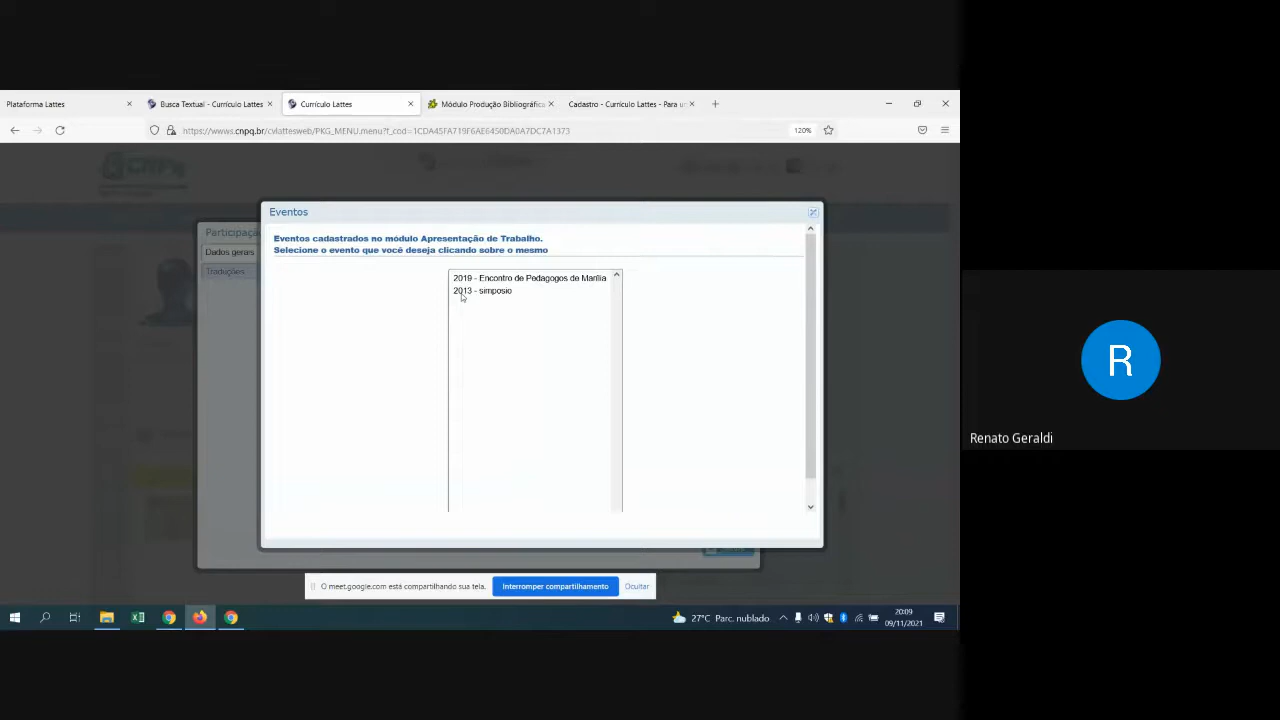 Plataforma Lattes
Busca Textual - Currículo Lattes
Currículo Lattes
Módulo Produção Bibliográfica
Cadastro - Currículo Lattes - Para u
https://wwws.cnpq.br/cvlattesweb/PKG_MENU.menu?f_cod=1CDA45FA719F6AE6450DA0A7DC7A1373
120%
Eventos
Participaçã
Dados gerais
Traduções
Eventos cadastrados no módulo Apresentação de Trabalho.
Selecione o evento que você deseja clicando sobre o mesmo
2019 - Encontro de Pedagogos de Marília
2013 - simposio
R
Renato Geraldi
O meet.google.com está compartilhando sua tela.
Interromper compartilhamento
Ocultar
27°C Parc. nublado
20:09
09/11/2021